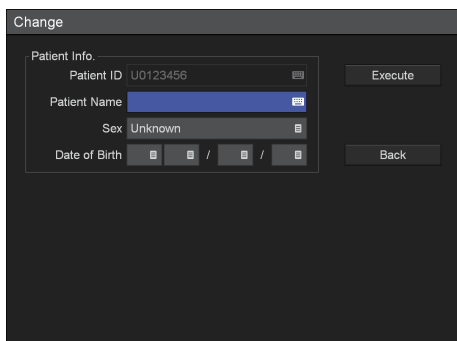 Change
Patient Info.
Patient ID U0123456
Execute
Patient Name
Sex Unknown
Date of Birth / / /
Back